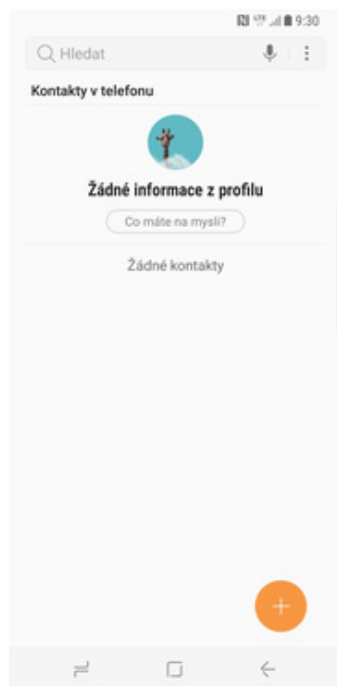 9:30
Hledat
Kontakty v telefonu
Žádné informace z profilu
Co máte na mysli?
Žádné kontakty